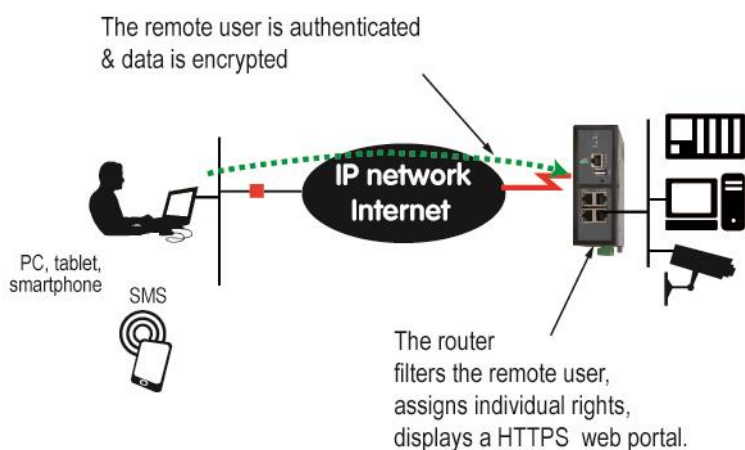 The remote user is authenticated
& data is encrypted
IP network
Internet
PC, tablet,
smartphone
SMS
The router
filters the remote user,
assigns individual rights,
displays a HTTPS web portal.